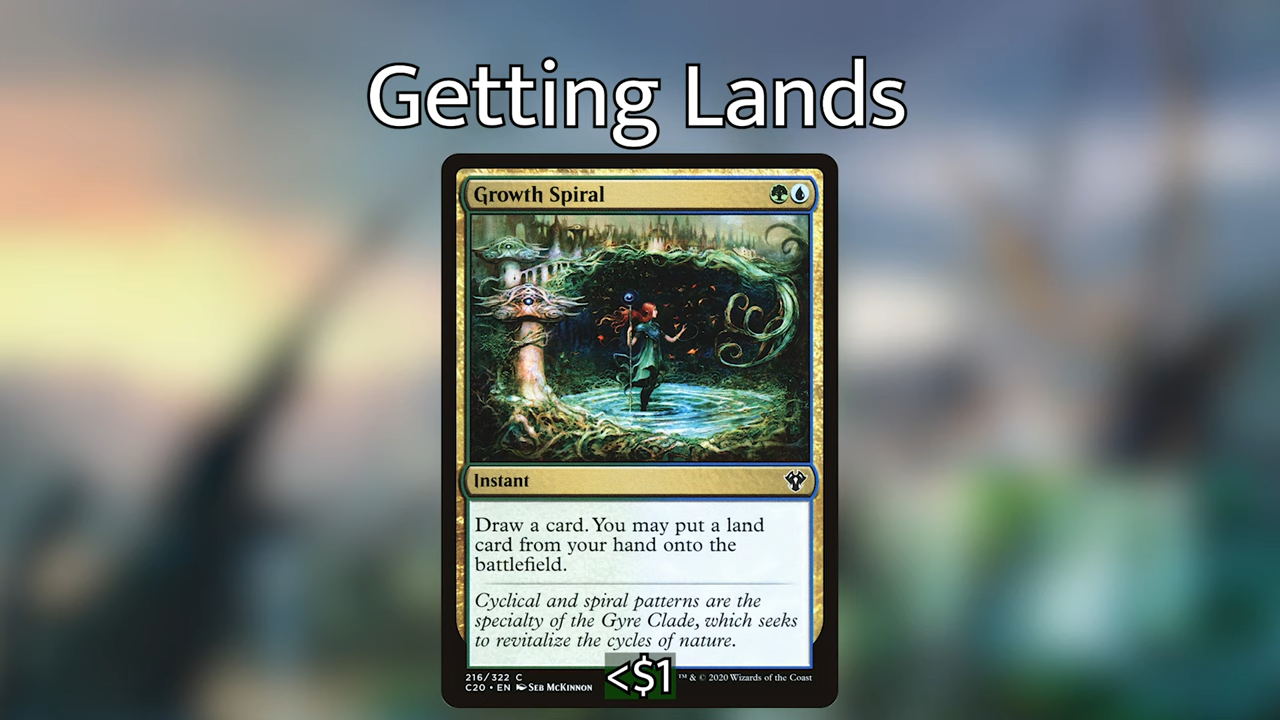 Getting Lands
Growth Spiral
Instant
Draw a card. You may put a land
card from your hand onto the
battlefield.
Cyclical and spiral patterns are the
specialty of the Gyre Clade, which seeks
to revitalize the cycles of nature.
216/322 C
C20 • EN Seb McKinnon
<$1
™ & © 2020 Wizards of the Coast